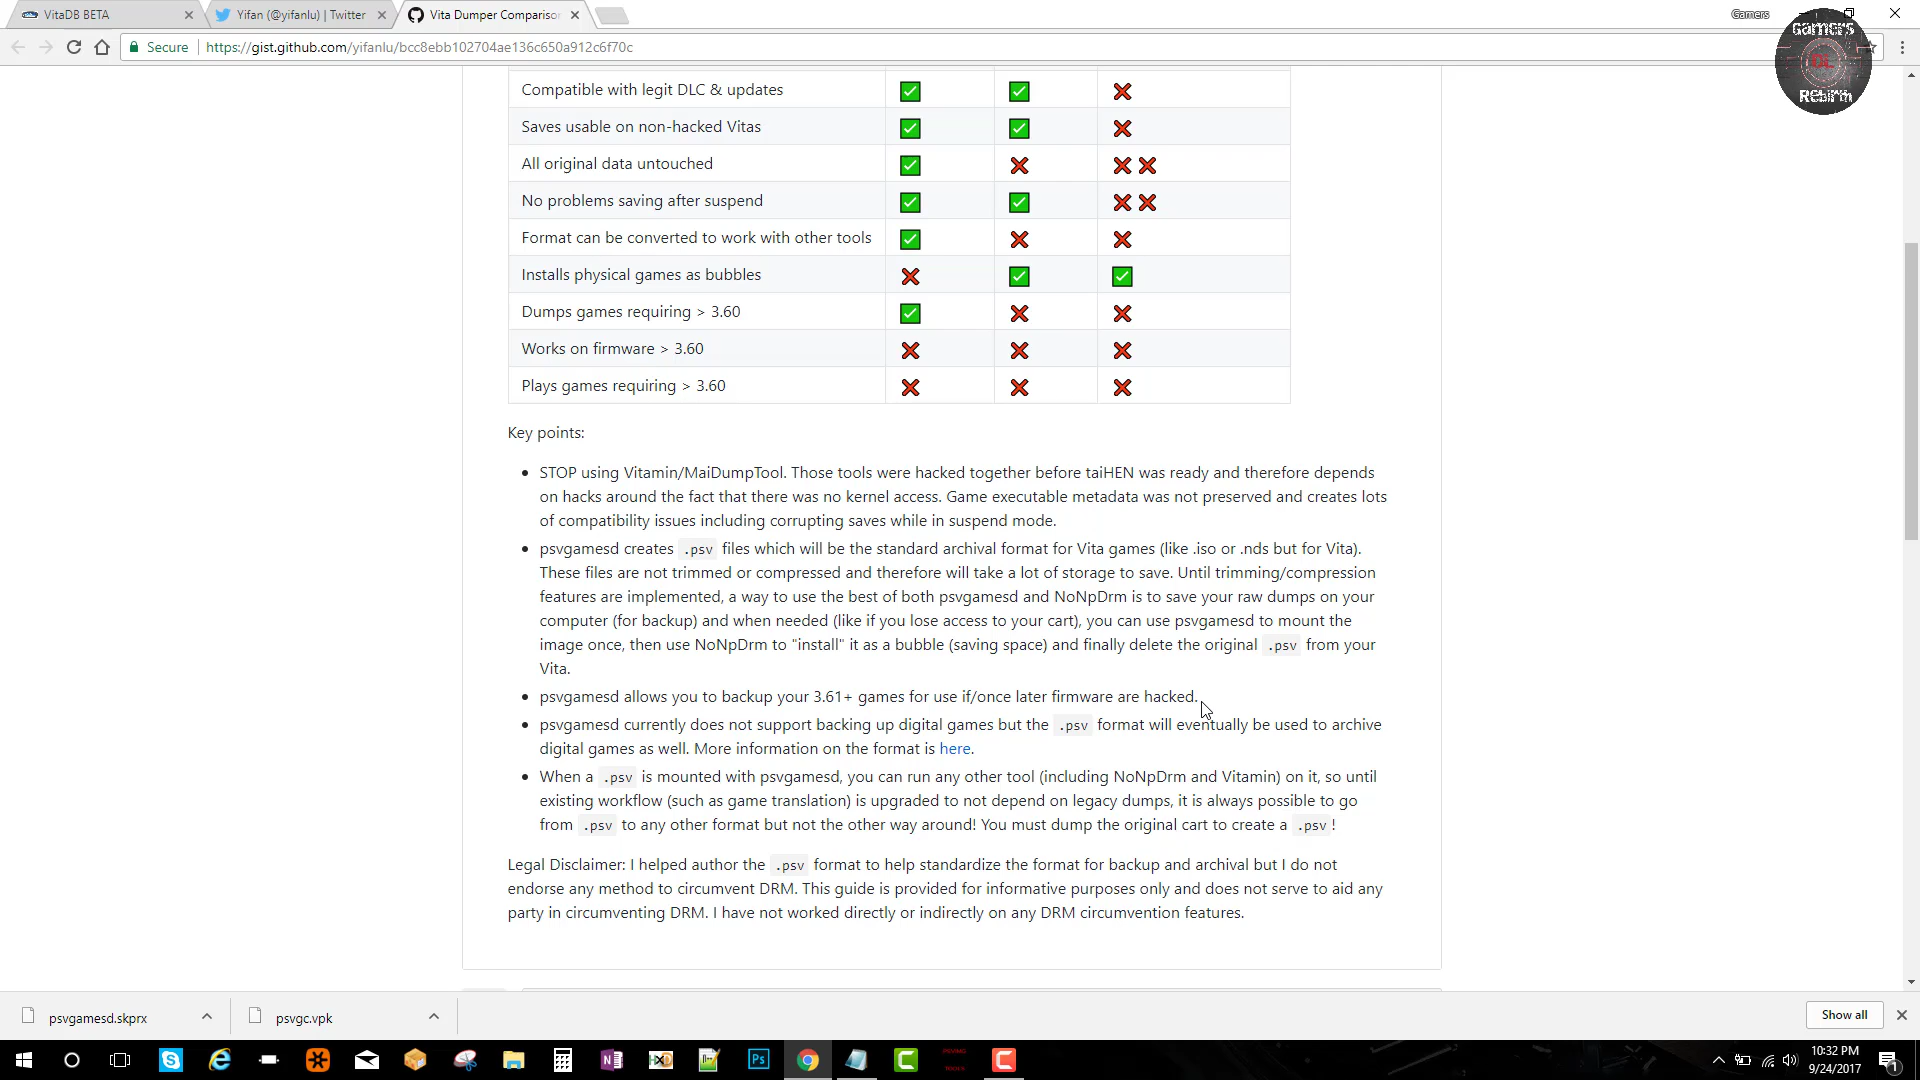 VitaDB BETA
Yifan (@yifanlu) | Twitter
Vita Dumper Comparison
Gamers
Secure
https://gist.github.com/yifanlu/bcc8ebb102704ae136c650a912c6f70c
Gamers
DL
Rebirth
Compatible with legit DLC & updates
Saves usable on non-hacked Vitas
All original data untouched
No problems saving after suspend
Format can be converted to work with other tools
Installs physical games as bubbles
Dumps games requiring > 3.60
Works on firmware > 3.60
Plays games requiring > 3.60
Key points:
STOP using Vitamin/MaiDumpTool. Those tools were hacked together before taiHEN was ready and therefore depends
on hacks around the fact that there was no kernel access. Game executable metadata was not preserved and creates lots
of compatibility issues including corrupting saves while in suspend mode.
psvgamesd creates .psv files which will be the standard archival format for Vita games (like .iso or .nds but for Vita).
These files are not trimmed or compressed and therefore will take a lot of storage to save. Until trimming/compression
features are implemented, a way to use the best of both psvgamesd and NoNpDrm is to save your raw dumps on your
computer (for backup) and when needed (like if you lose access to your cart), you can use psvgamesd to mount the
image once, then use NoNpDrm to "install" it as a bubble (saving space) and finally delete the original .psv from your
Vita.
psvgamesd allows you to backup your 3.61+ games for use if/once later firmware are hacked.
psvgamesd currently does not support backing up digital games but the .psv format will eventually be used to archive
digital games as well. More information on the format is here.
When a .psv is mounted with psvgamesd, you can run any other tool (including NoNpDrm and Vitamin) on it, so until
existing workflow (such as game translation) is upgraded to not depend on legacy dumps, it is always possible to go
from .psv to any other format but not the other way around! You must dump the original cart to create a .psv !
Legal Disclaimer: I helped author the .psv format to help standardize the format for backup and archival but I do not
endorse any method to circumvent DRM. This guide is provided for informative purposes only and does not serve to aid any
party in circumventing DRM. I have not worked directly or indirectly on any DRM circumvention features.
psvgamesd.skprx
psvgc.vpk
Show all
10:32 PM
9/24/2017